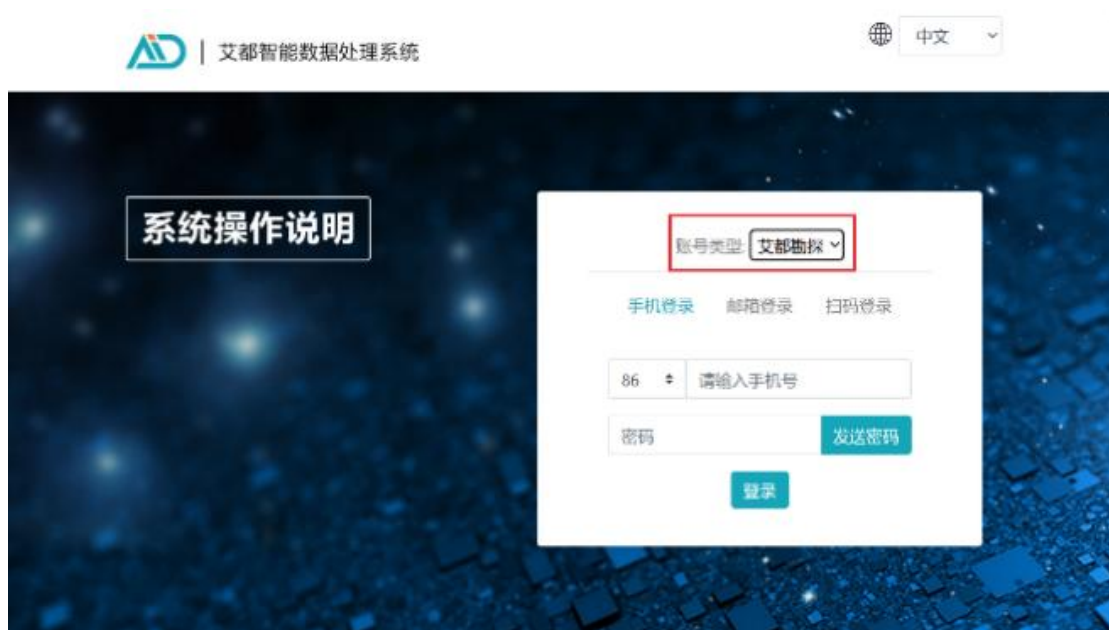 AID | 艾都智能数据处理系统
中文
系统操作说明
账号类型: 艾都勘探
手机登录 邮箱登录 扫码登录
86 请输入手机号
密码 发送密码
登录